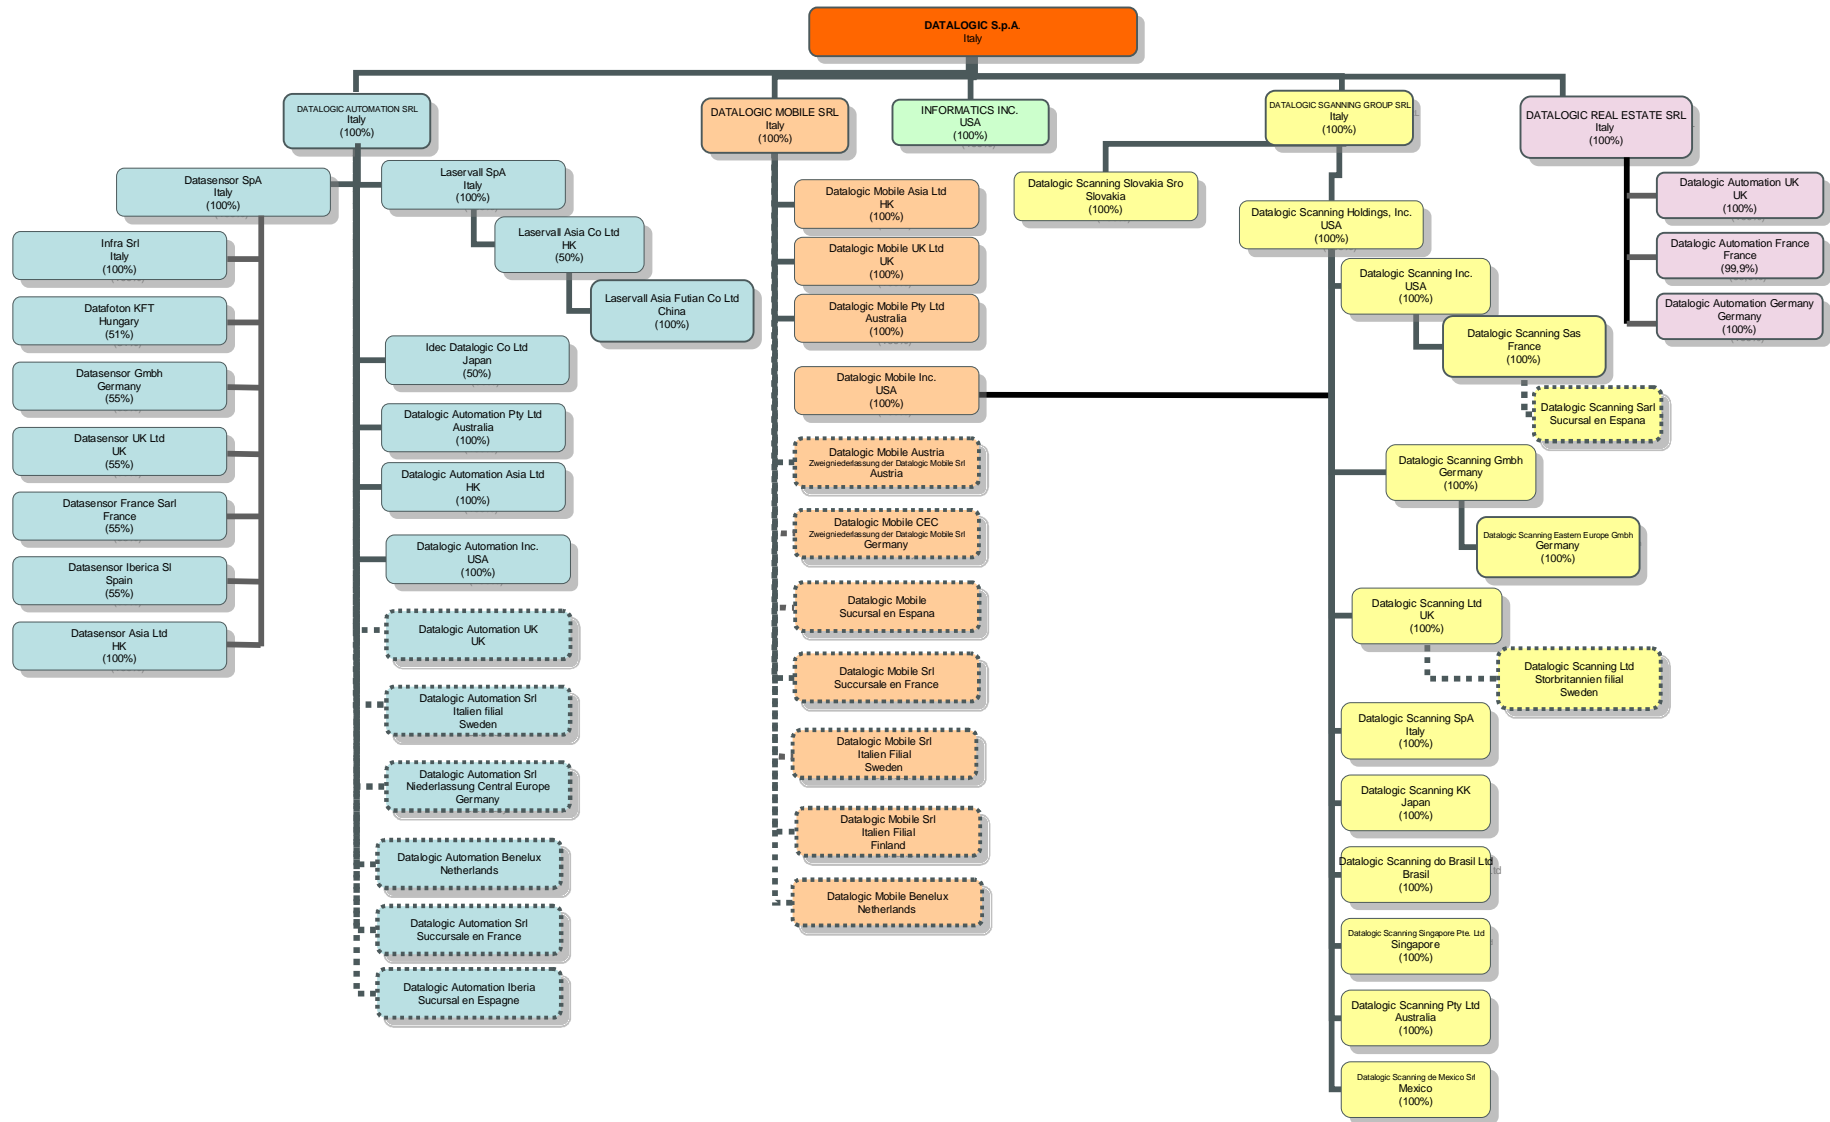 DATALOGIC S.p.A.
Italy
DATALOGIC AUTOMATION SRL
Italy
(100%)
DATALOGIC MOBILE SRL
Italy
(100%)
INFORMATICS INC.
USA
(100%)
DATALOGIC SGANNING GROUP SRL
Italy
(100%)
DATALOGIC REAL ESTATE SRL
Italy
(100%)
Datasensor SpA
Italy
(100%)
Infra Srl
Italy
(100%)
Datafoton KFT
Hungary
(51%)
Datasensor Gmbh
Germany
(55%)
Datasensor UK Ltd
UK
(55%)
Datasensor France Sarl
France
(55%)
Datasensor Iberica Sl
Spain
(55%)
Datasensor Asia Ltd
HK
(100%)
Laservall SpA
Italy
(100%)
Laservall Asia Co Ltd
HK
(50%)
Laservall Asia Futian Co Ltd
China
(100%)
Idec Datalogic Co Ltd
Japan
(50%)
Datalogic Automation Pty Ltd
Australia
(100%)
Datalogic Automation Asia Ltd
HK
(100%)
Datalogic Automation Inc.
USA
(100%)
Datalogic Automation UK
UK
Datalogic Automation Srl
Italien filial
Sweden
Datalogic Automation Srl
Niederlassung Central Europe
Germany
Datalogic Automation Benelux
Netherlands
Datalogic Automation Srl
Succursale en France
Datalogic Automation Iberia
Sucursal en Espagne
Datalogic Mobile Asia Ltd
HK
(100%)
Datalogic Mobile UK Ltd
UK
(100%)
Datalogic Mobile Pty Ltd
Australia
(100%)
Datalogic Mobile Inc.
USA
(100%)
Datalogic Mobile Austria
Zweigniederlassung der Datalogic Mobile Srl
Austria
Datalogic Mobile CEC
Zweigniederlassung der Datalogic Mobile Srl
Germany
Datalogic Mobile
Sucursal en Espana
Datalogic Mobile Srl
Succursale en France
Datalogic Mobile Srl
Italien Filial
Sweden
Datalogic Mobile Srl
Italien Filial
Finland
Datalogic Mobile Benelux
Netherlands
Datalogic Scanning Slovakia Sro
Slovakia
(100%)
Datalogic Scanning Holdings, Inc.
USA
(100%)
Datalogic Scanning Inc.
USA
(100%)
Datalogic Scanning Sas
France
(100%)
Datalogic Scanning Sarl
Sucursal en Espana
Datalogic Scanning Gmbh
Germany
(100%)
Datalogic Scanning Eastern Europe Gmbh
Germany
(100%)
Datalogic Scanning Ltd
UK
(100%)
Datalogic Scanning Ltd
Storbritannien filial
Sweden
Datalogic Scanning SpA
Italy
(100%)
Datalogic Scanning KK
Japan
(100%)
Datalogic Scanning do Brasil Ltd
Brasil
(100%)
Datalogic Scanning Singapore Pte. Ltd
Singapore
(100%)
Datalogic Scanning Pty Ltd
Australia
(100%)
Datalogic Scanning de Mexico Srl
Mexico
(100%)
Datalogic Automation UK
UK
(100%)
Datalogic Automation France
France
(99,9%)
Datalogic Automation Germany
Germany
(100%)